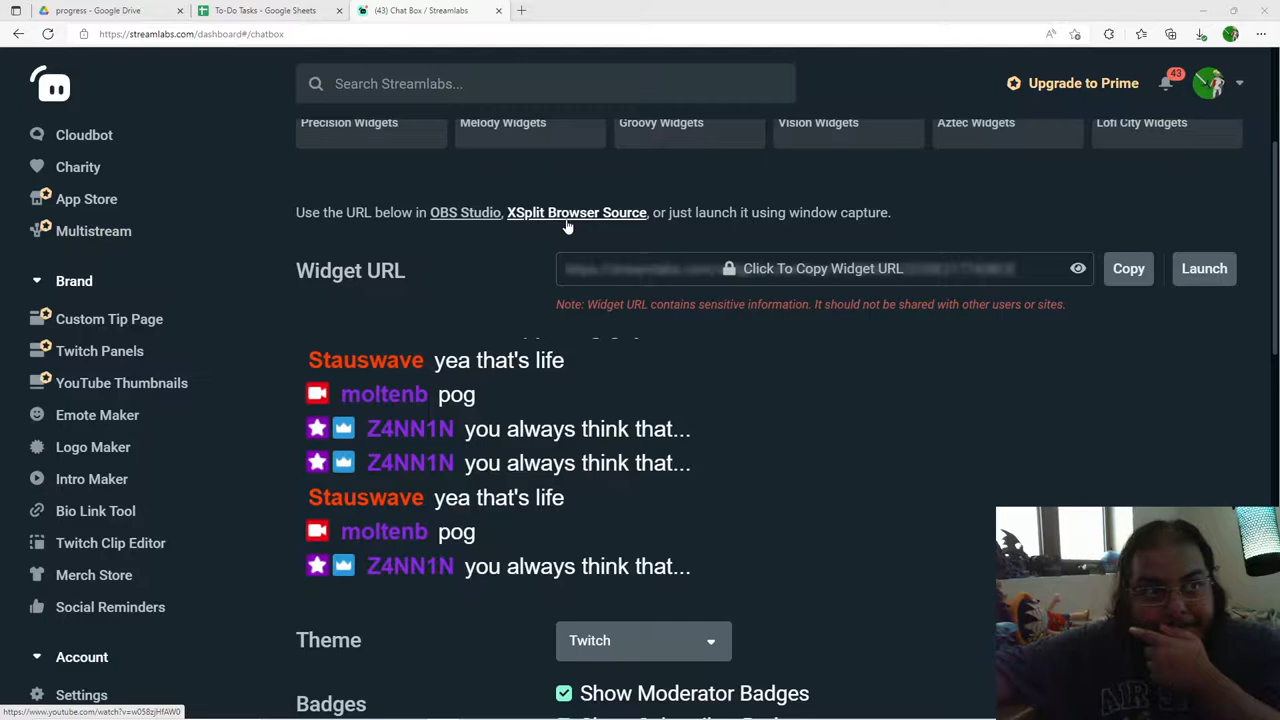 progress - Google Drive
To-Do Tasks - Google Sheets
(43) Chat Box / Streamlabs
https://streamlabs.com/dashboard#/chatbox
Search Streamlabs...
Upgrade to Prime
43
Cloudbot
Charity
App Store
Multistream
Brand
Custom Tip Page
Twitch Panels
YouTube Thumbnails
Emote Maker
Logo Maker
Intro Maker
Bio Link Tool
Twitch Clip Editor
Merch Store
Social Reminders
Account
Settings
Precision Widgets
Melody Widgets
Groovy Widgets
Vision Widgets
Aztec Widgets
Lofi City Widgets
Use the URL below in OBS Studio, XSplit Browser Source, or just launch it using window capture.
Widget URL
Click To Copy Widget URL
Copy
Launch
Note: Widget URL contains sensitive information. It should not be shared with other users or sites.
Stauswave yea that's life
moltenb pog
Z4NN1N you always think that...
Z4NN1N you always think that...
Stauswave yea that's life
moltenb pog
Z4NN1N you always think that...
Theme
Twitch
Badges
Show Moderator Badges
https://www.youtube.com/watch?v=w058zjHfAW0